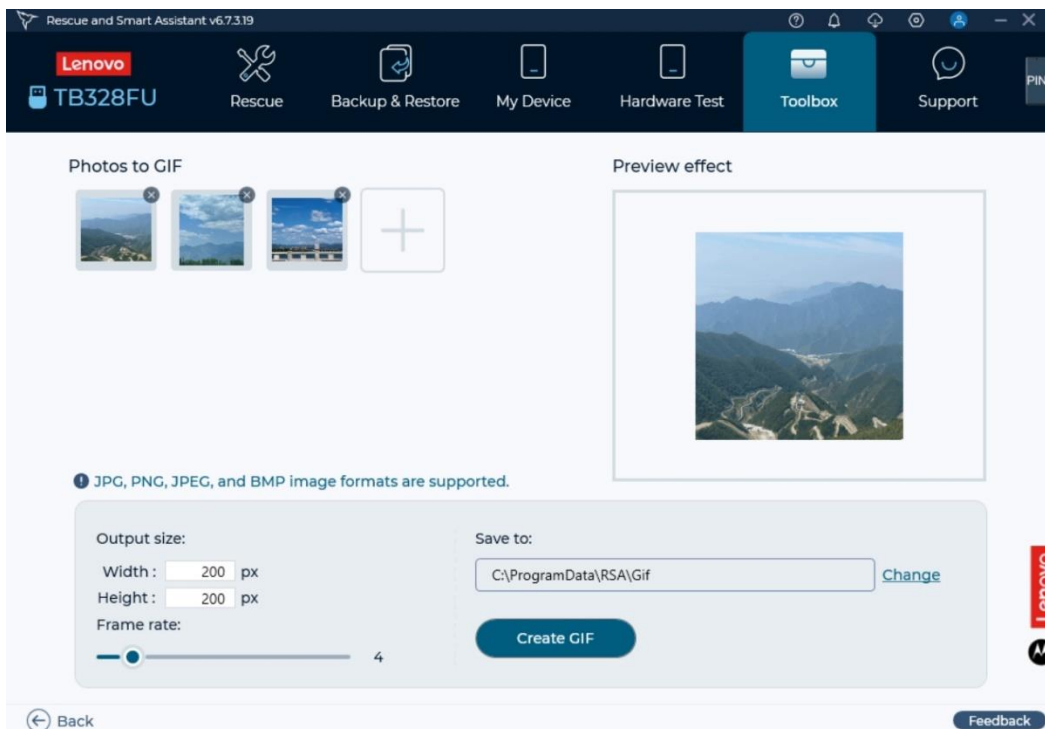 Rescue and Smart Assistant v6.7.3.19
Lenovo
TB328FU
Rescue
Backup & Restore
My Device
Hardware Test
Toolbox
Support
PIN
Photos to GIF
Preview effect
JPG, PNG, JPEG, and BMP image formats are supported.
Output size:
Width : 200 px
Height : 200 px
Frame rate:
4
Save to:
C:\ProgramData\RSA\Gif
Change
Create GIF
Lenovo
Back
Feedback